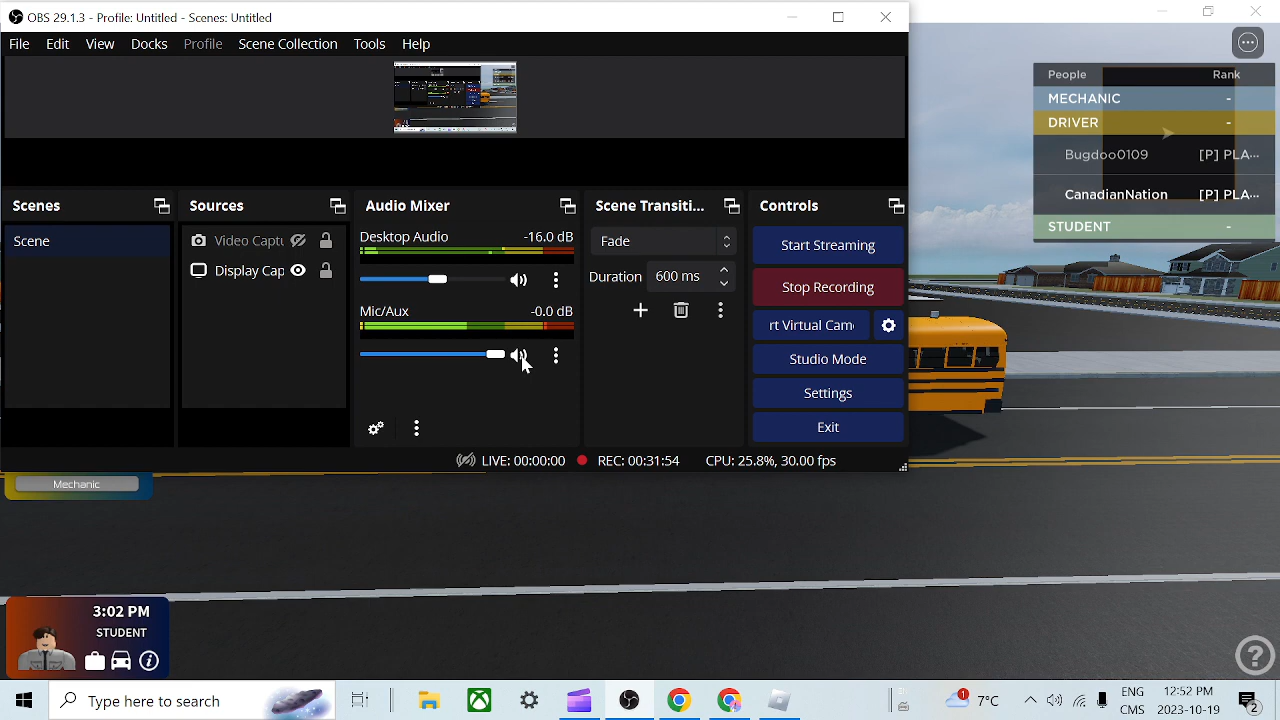 OBS 29.1.3 - Profile: Untitled - Scenes: Untitled
File Edit View Docks Profile Scene Collection Tools Help
People Rank
MECHANIC -
DRIVER -
Bugdoo0109 [P] PLA...
CanadianNation [P] PLA...
STUDENT -
Scenes
Scene
Sources
Video Captu
Display Cap
Audio Mixer
Desktop Audio -16.0 dB
Mic/Aux -0.0 dB
Scene Transiti...
Fade
Duration 600 ms
Controls
Start Streaming
Stop Recording
rt Virtual Cam
Studio Mode
Settings
Exit
LIVE: 00:00:00 REC: 00:31:54 CPU: 25.8%, 30.00 fps
Mechanic
3:02 PM
STUDENT
?
Type here to search
1 7°C
ENG
CMS
12:52 PM
2023-10-19
2